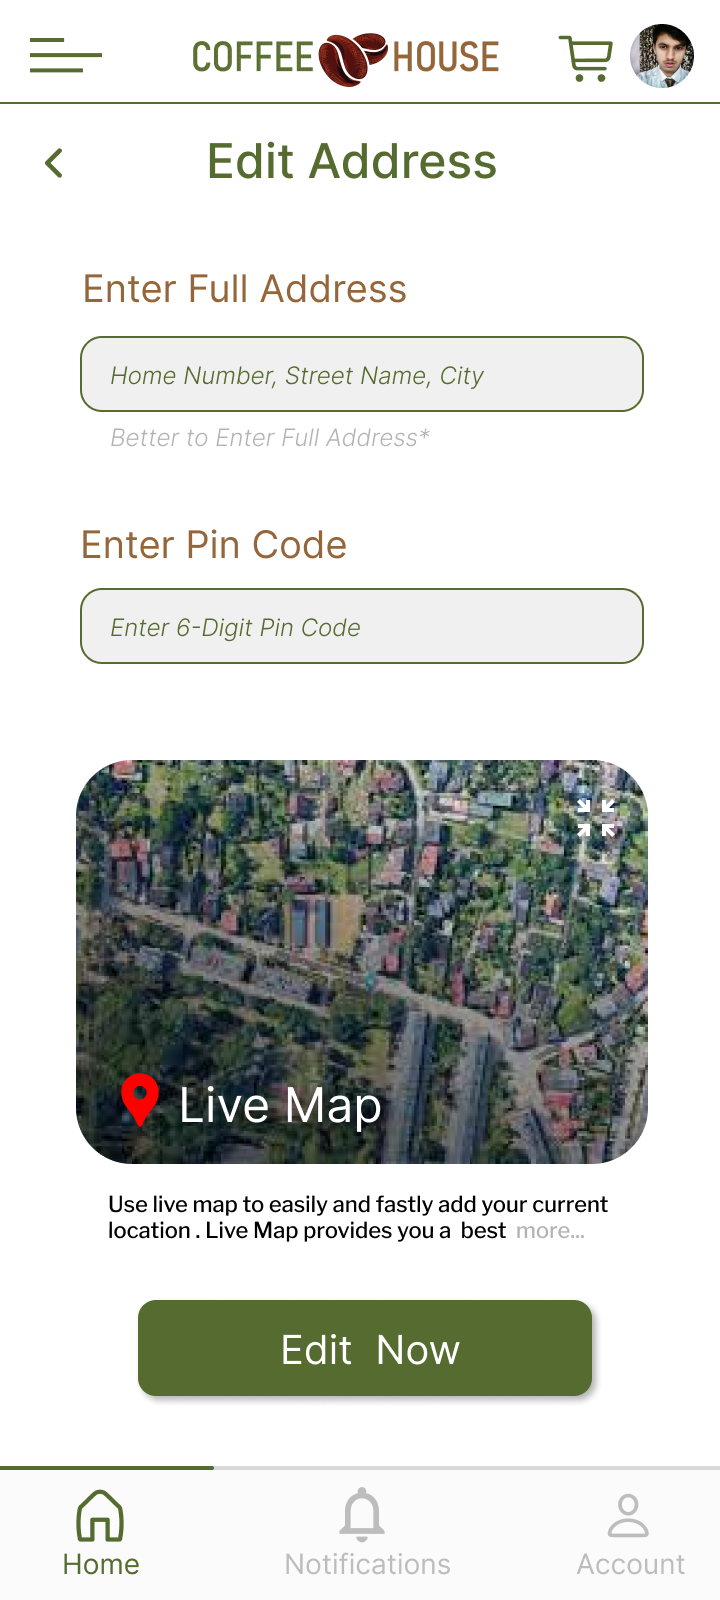 COFFEE HOUSE
Edit Address
Enter Full Address
Home Number, Street Name, City
Better to Enter Full Address*
Enter Pin Code
Enter 6-Digit Pin Code
Live Map
Use live map to easily and fastly add your current
location . Live Map provides you a best more...
Edit Now
Home Notifications Account